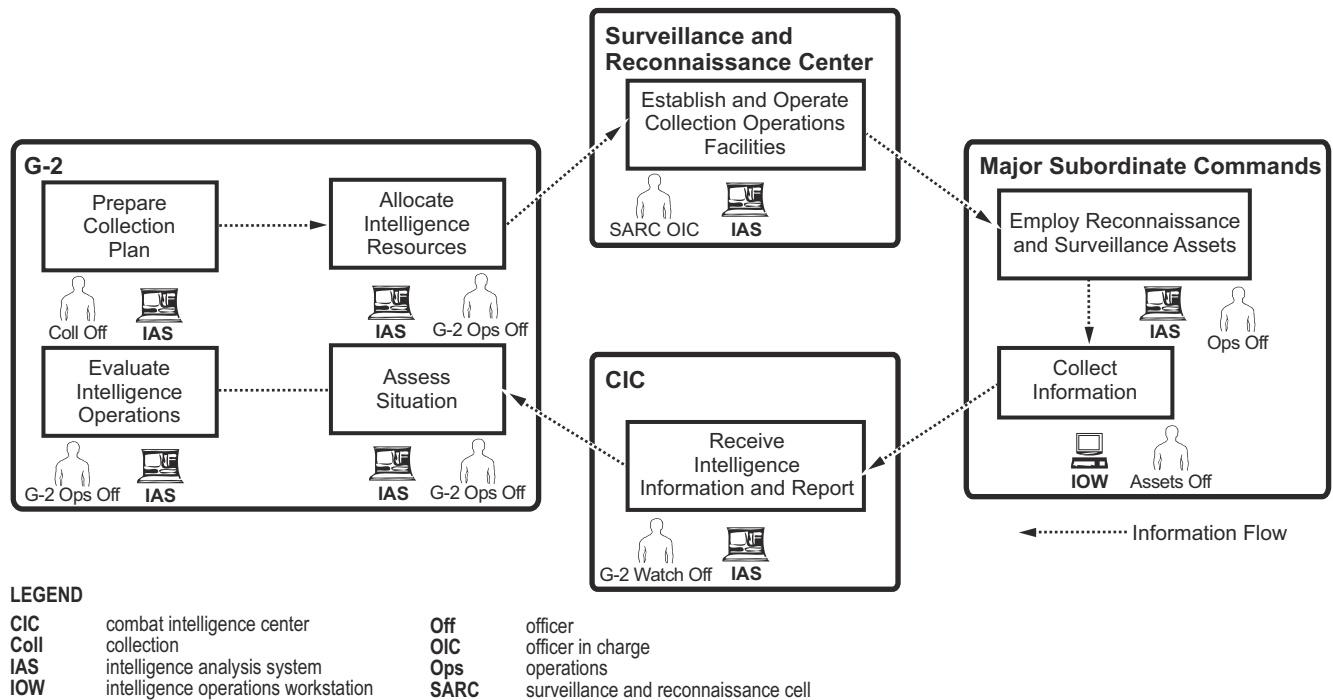 Surveillance and
Reconnaissance Center
Establish and Operate
Collection Operations
Facilities
SARC OIC
IAS
G-2
Prepare
Collection
Plan
Coll Off
IAS
Allocate
Intelligence
Resources
IAS
G-2 Ops Off
Evaluate
Intelligence
Operations
G-2 Ops Off
IAS
Assess
Situation
IAS
G-2 Ops Off
Major Subordinate Commands
Employ Reconnaissance
and Surveillance Assets
IAS
Ops Off
Collect
Information
IOW
Assets Off
CIC
Receive
Intelligence
Information and Report
G-2 Watch Off
IAS
Information Flow
LEGEND
CIC combat intelligence center
Coll collection
IAS intelligence analysis system
IOW intelligence operations workstation
Off officer
OIC officer in charge
Ops operations
SARC surveillance and reconnaissance cell